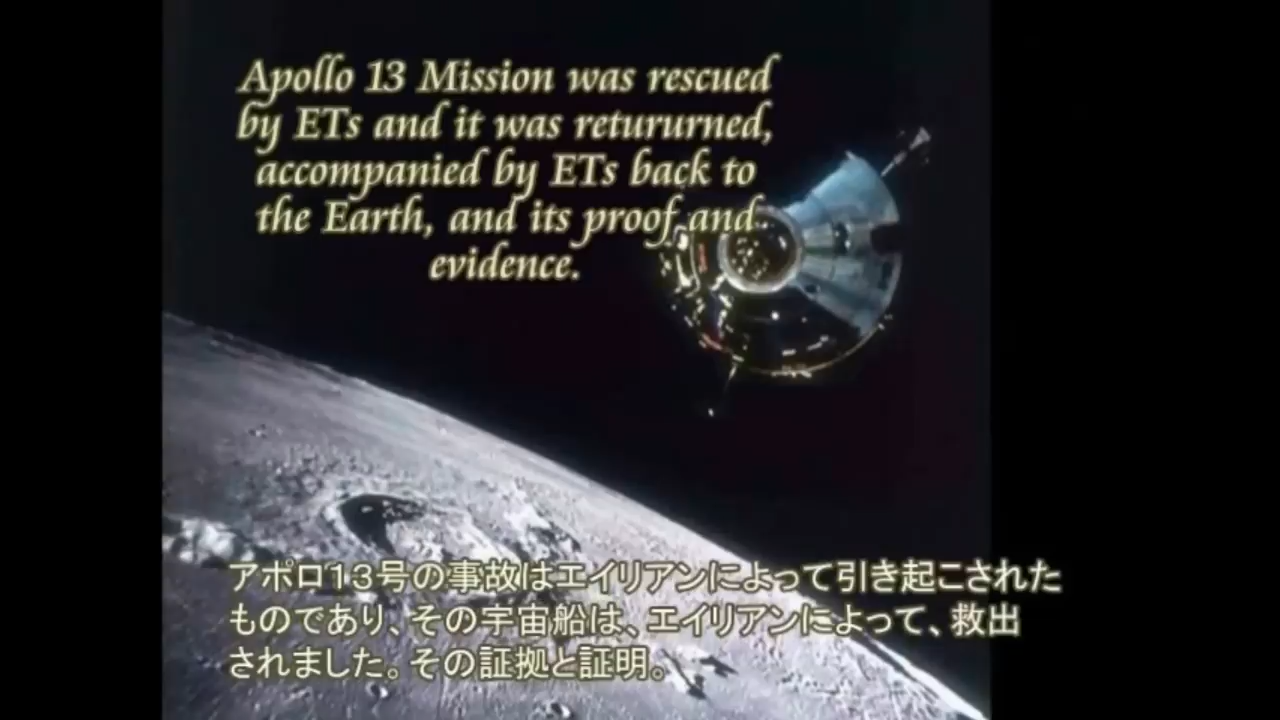 Apollo 13 Mission was rescued
by ETs and it was retururned,
accompanied by ETs back to
the Earth, and its proof and
evidence.
アポロ１３号の事故はエイリアンによって引き起こされた
ものであり、その宇宙船は、エイリアンによって、救出
されました。その証拠と証明。